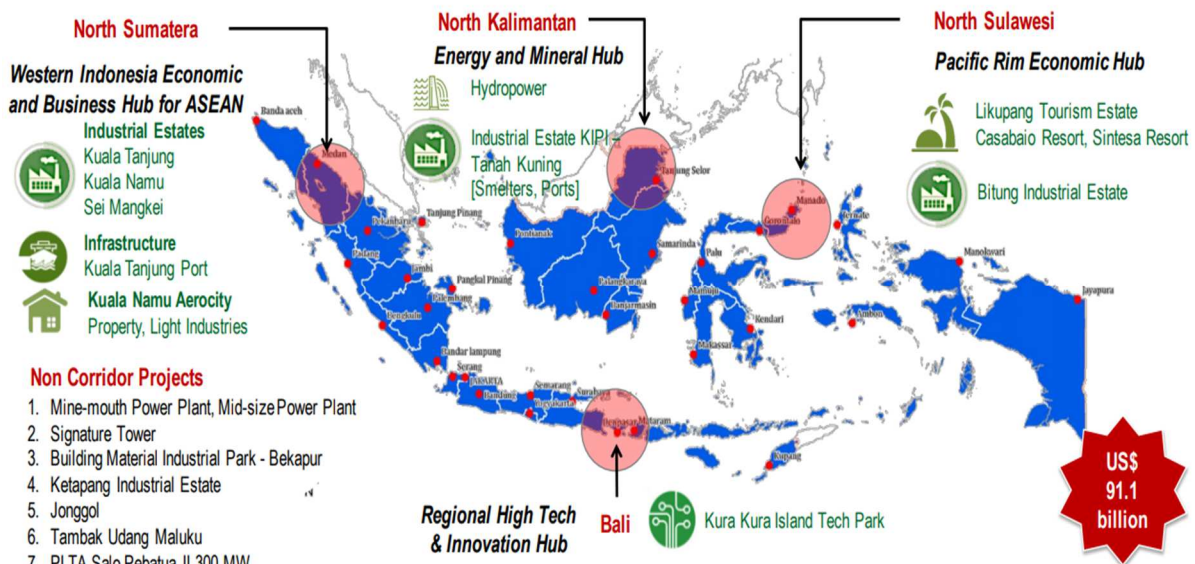 North Sumatera
Western Indonesia Economic
and Business Hub for ASEAN
Industrial Estates
Kuala Tanjung
Kuala Namu
Sei Mangkei
Infrastructure
Kuala Tanjung Port
Kuala Namu Aerocity
Property, Light Industries
North Kalimantan
Energy and Mineral Hub
Hydropower
Industrial Estate KIPI –
Tanah Kuning
[Smelters, Ports]
North Sulawesi
Pacific Rim Economic Hub
Likupang Tourism Estate
Casabaio Resort, Sintesa Resort
Bitung Industrial Estate
Banda aceh
Medan
Pekanbaru
Tanjung Pinang
Padang
Jambi
Pangkal Pinang
Palembang
Bengkulu
Bandar lampung
Serang
JAKARTA
Bandung
Semarang
Yogyakarta
Surabaya
Denpasar
Mataram
Kupang
Pontianak
Tanjung Selor
Samarinda
Palangkaraya
Banjarmasin
Manado
Gorontalo
Ternate
Palu
Mamuju
Kendari
Makassar
Ambon
Manokwari
Jayapura
Non Corridor Projects
1. Mine-mouth Power Plant, Mid-size Power Plant
2. Signature Tower
3. Building Material Industrial Park - Bekapur
4. Ketapang Industrial Estate
5. Jonggol
6. Tambak Udang Maluku
7. PLTA Salo Pebatua II 300 MW
Regional High Tech
& Innovation Hub
Bali
Kura Kura Island Tech Park
US$
91.1
billion